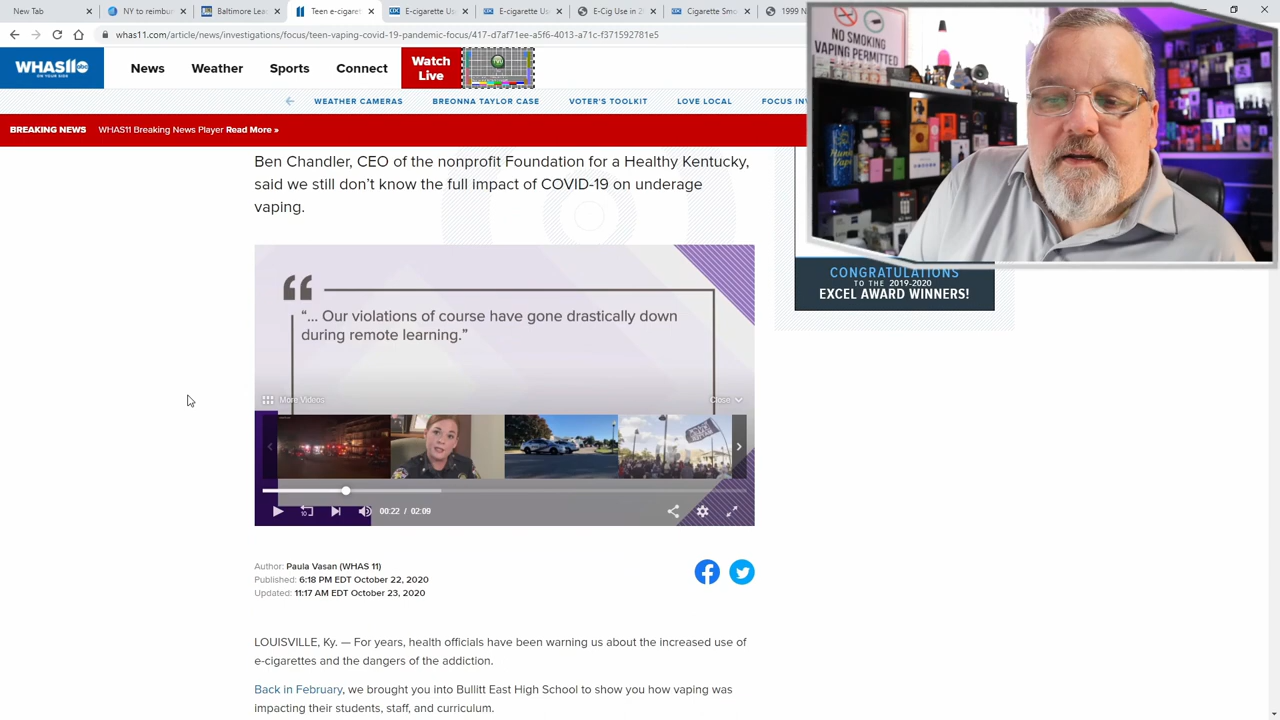 New Tab
NY to reimbur
Baltimore Lea
Teen e-cigaret
E-cigarette Us
E-cigarette Us
E-Cig Use in 2
Cigarette Smo
1999 N
whas11.com/article/news/investigations/focus/teen-vaping-covid-19-pandemic-focus/417-d7af71ee-a5f6-4013-a71c-f371592781e5
WHAS11
ON YOUR SIDE
News
Weather
Sports
Connect
Watch
Live
WEATHER CAMERAS
BREONNA TAYLOR CASE
VOTER'S TOOLKIT
LOVE LOCAL
FOCUS INV
BREAKING NEWS
WHAS11 Breaking News Player Read More »
NO SMOKING
VAPING PERMITTED
Ben Chandler, CEO of the nonprofit Foundation for a Healthy Kentucky,
said we still don’t know the full impact of COVID-19 on underage
vaping.
CONGRATULATIONS
TO THE 2019-2020
EXCEL AWARD WINNERS!
“... Our violations of course have gone drastically down
during remote learning.”
More Videos
Close
10
00:22 / 02:09
Author: Paula Vasan (WHAS 11)
Published: 6:18 PM EDT October 22, 2020
Updated: 11:17 AM EDT October 23, 2020
LOUISVILLE, Ky. — For years, health officials have been warning us about the increased use of
e-cigarettes and the dangers of the addiction.
Back in February, we brought you into Bullitt East High School to show you how vaping was
impacting their students, staff, and curriculum.